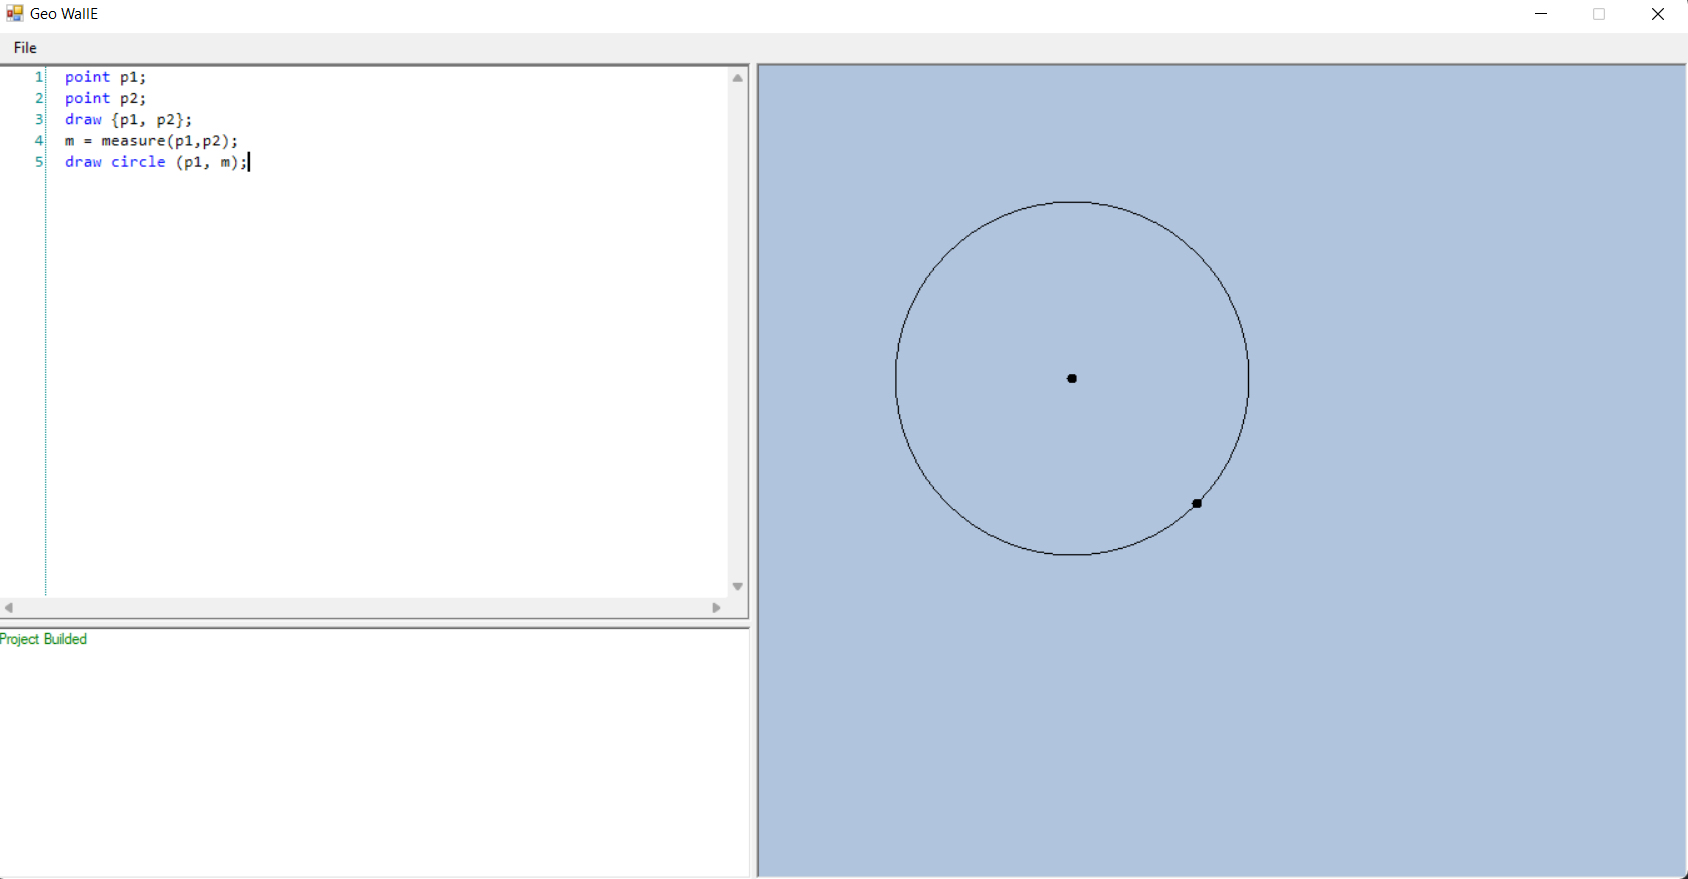 Geo WallE
File
1 point p1;
2 point p2;
3 draw {p1, p2};
4 m = measure(p1,p2);
5 draw circle (p1, m);
Project Builded